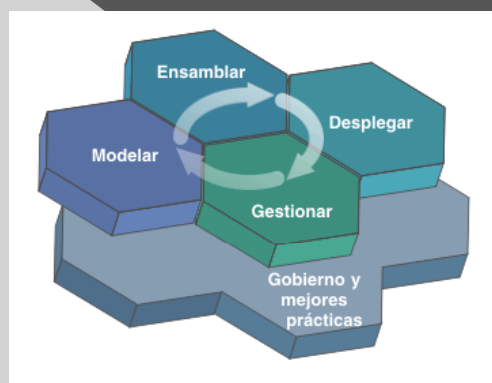 Ensamblar
Desplegar
Modelar
Gestionar
Gobierno y
mejores
prácticas